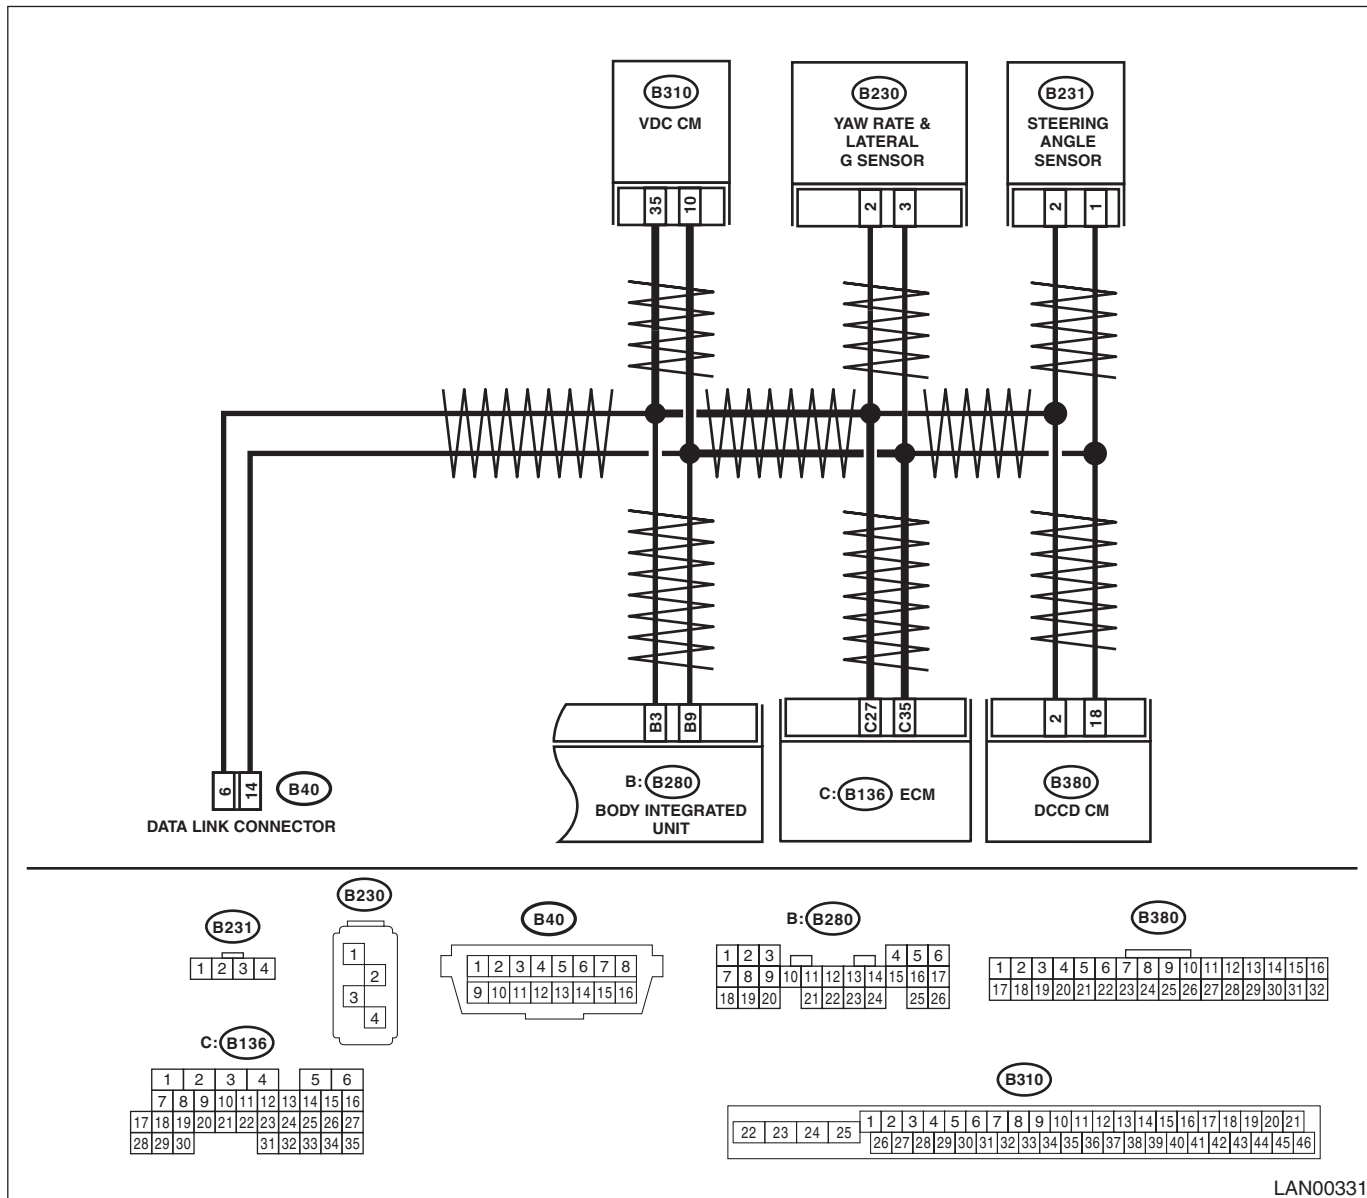 B310
VDC CM
B230
YAW RATE &
LATERAL
G SENSOR
B231
STEERING
ANGLE
SENSOR
35 10
2 3
2 1
B3 B9
C27 C35
2 18
6 14
B40
DATA LINK CONNECTOR
B: B280
BODY INTEGRATED
UNIT
C: B136 ECM
B380
DCCD CM
B231
1 2 3 4
B230
1
2
3
4
B40
1 2 3 4 5 6 7 8
9 10 11 12 13 14 15 16
B: B280
1 2 3 4 5 6
7 8 9 10 11 12 13 14 15 16 17
18 19 20 21 22 23 24 25 26
B380
1 2 3 4 5 6 7 8 9 10 11 12 13 14 15 16
17 18 19 20 21 22 23 24 25 26 27 28 29 30 31 32
C: B136
1 2 3 4 5 6
7 8 9 10 11 12 13 14 15 16
17 18 19 20 21 22 23 24 25 26 27
28 29 30 31 32 33 34 35
B310
1 2 3 4 5 6 7 8 9 10 11 12 13 14 15 16 17 18 19 20 21
22 23 24 25
26 27 28 29 30 31 32 33 34 35 36 37 38 39 40 41 42 43 44 45 46
LAN00331